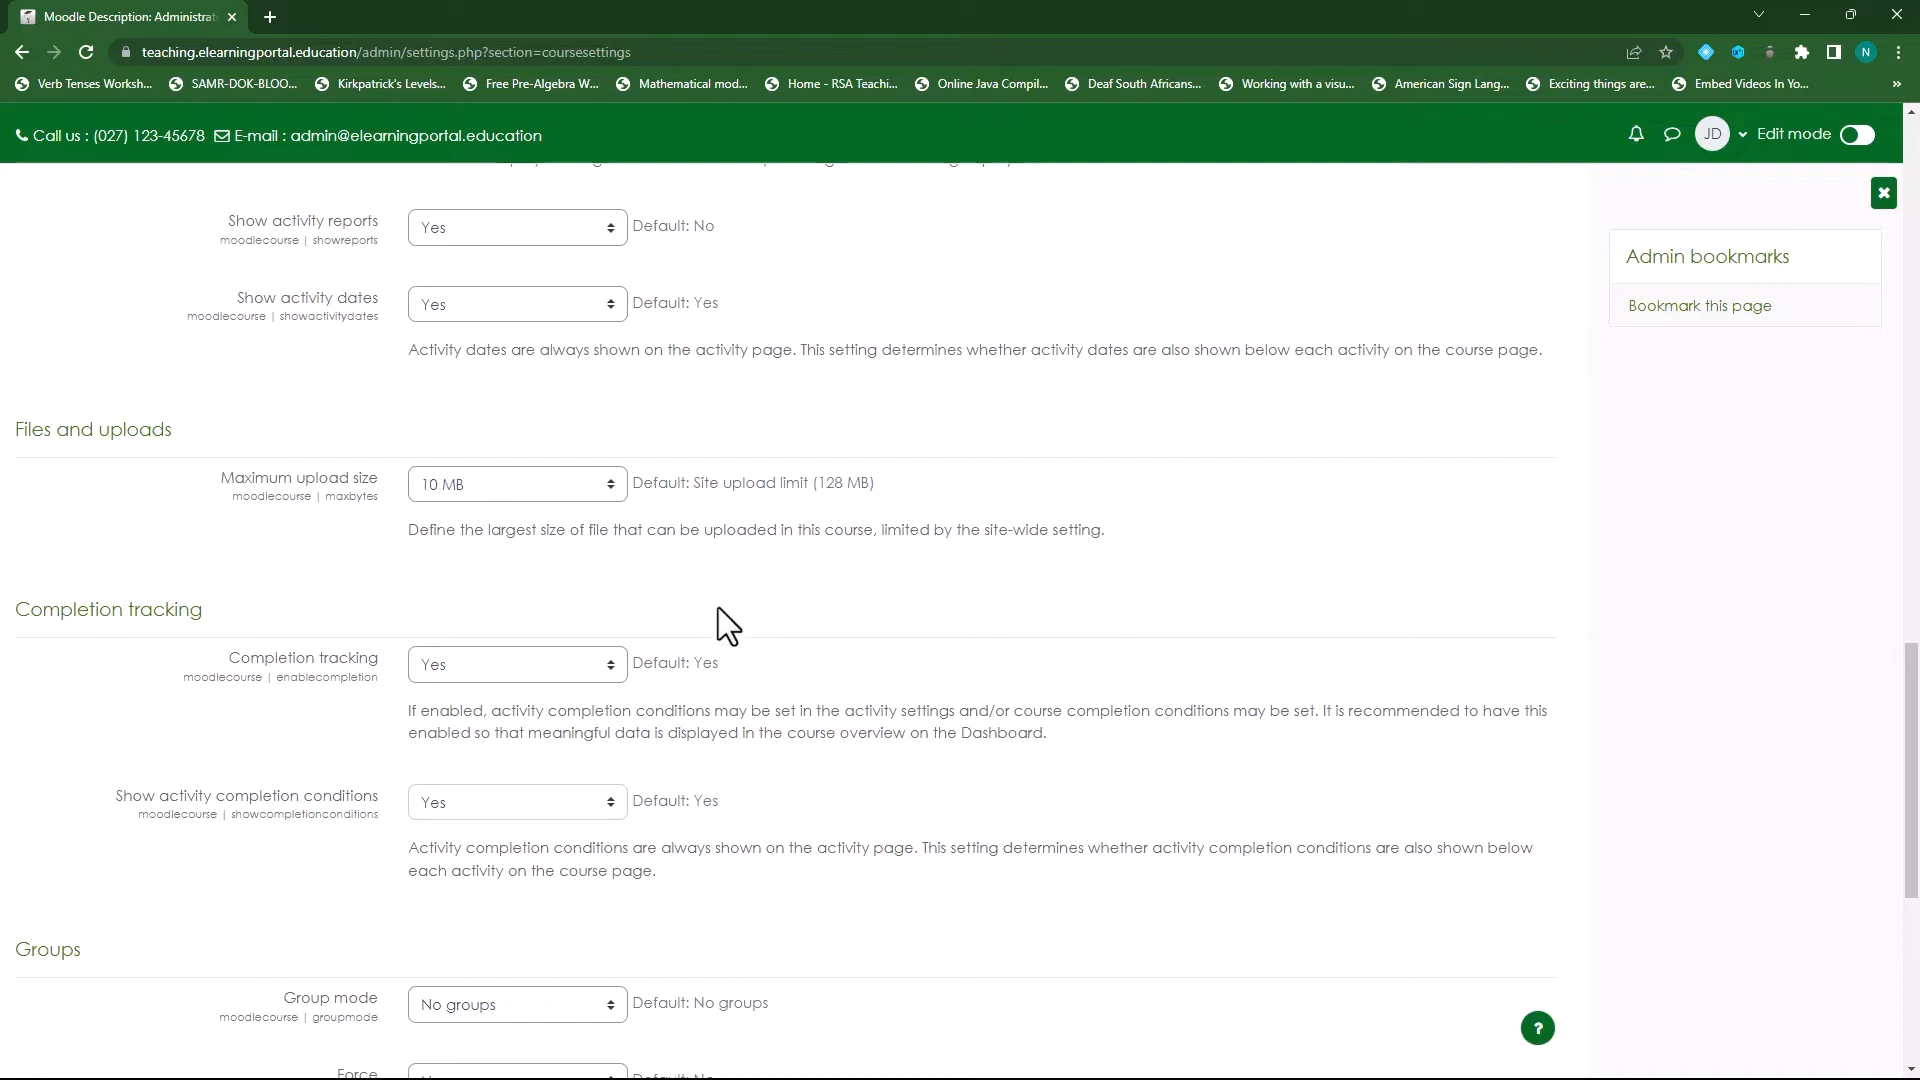 Moodle Description: Administrat
teaching.elearningportal.education/admin/settings.php?section=coursesettings
N
Verb Tenses Worksh...
SAMR-DOK-BLOO...
Kirkpatrick's Levels...
Free Pre-Algebra W...
Mathematical mod...
Home - RSA Teachi...
Online Java Compil...
Deaf South Africans...
Working with a visu...
American Sign Lang...
Exciting things are...
Embed Videos In Yo...
»
Call us : (027) 123-45678 E-mail : admin@elearningportal.education
JD
Edit mode
Show activity reports
moodlecourse | showreports
Yes
Default: No
Admin bookmarks
Bookmark this page
Show activity dates
moodlecourse | showactivitydates
Yes
Default: Yes
Activity dates are always shown on the activity page. This setting determines whether activity dates are also shown below each activity on the course page.
Files and uploads
Maximum upload size
moodlecourse | maxbytes
10 MB
Default: Site upload limit (128 MB)
Define the largest size of file that can be uploaded in this course, limited by the site-wide setting.
Completion tracking
Completion tracking
moodlecourse | enablecompletion
Yes
Default: Yes
If enabled, activity completion conditions may be set in the activity settings and/or course completion conditions may be set. It is recommended to have this
enabled so that meaningful data is displayed in the course overview on the Dashboard.
Show activity completion conditions
moodlecourse | showcompletionconditions
Yes
Default: Yes
Activity completion conditions are always shown on the activity page. This setting determines whether activity completion conditions are also shown below
each activity on the course page.
Groups
Group mode
moodlecourse | groupmode
No groups
Default: No groups
?
Force
Default: No